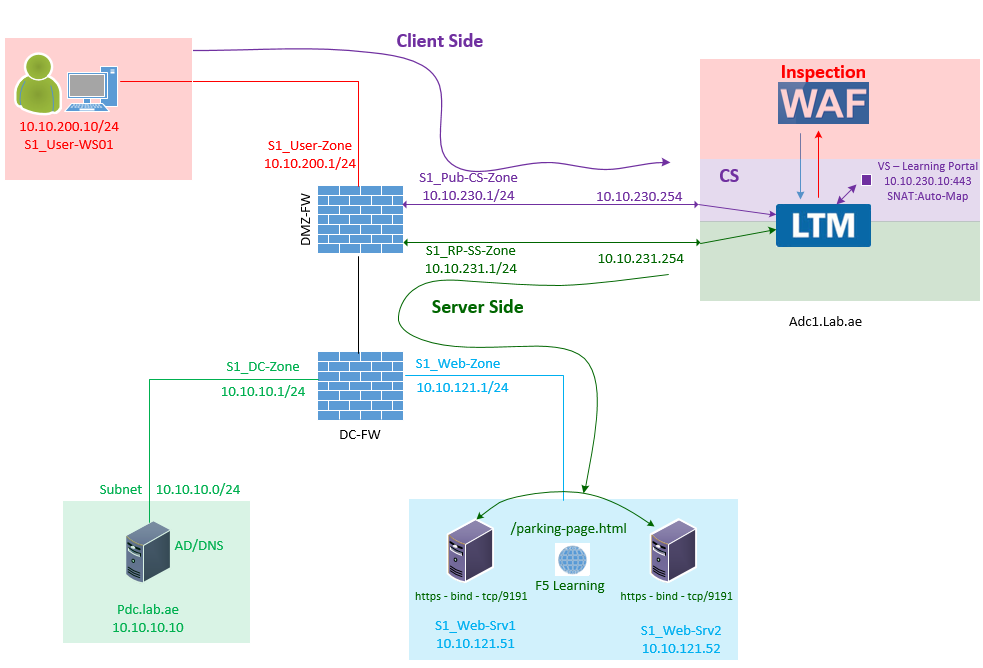 Client Side
Inspection
WAF
10.10.200.10/24
S1_User-WS01
S1_User-Zone
10.10.200.1/24
S1_Pub-CS-Zone
10.10.230.1/24
10.10.230.254
CS
VS – Learning Portal
10.10.230.10:443
SNAT:Auto-Map
LTM
DMZ-FW
S1_RP-SS-Zone
10.10.231.1/24
10.10.231.254
Server Side
Adc1.Lab.ae
S1_DC-Zone
10.10.10.1/24
S1_Web-Zone
10.10.121.1/24
DC-FW
Subnet
10.10.10.0/24
AD/DNS
Pdc.lab.ae
10.10.10.10
/parking-page.html
F5 Learning
https - bind - tcp/9191
https - bind - tcp/9191
S1_Web-Srv1
10.10.121.51
S1_Web-Srv2
10.10.121.52